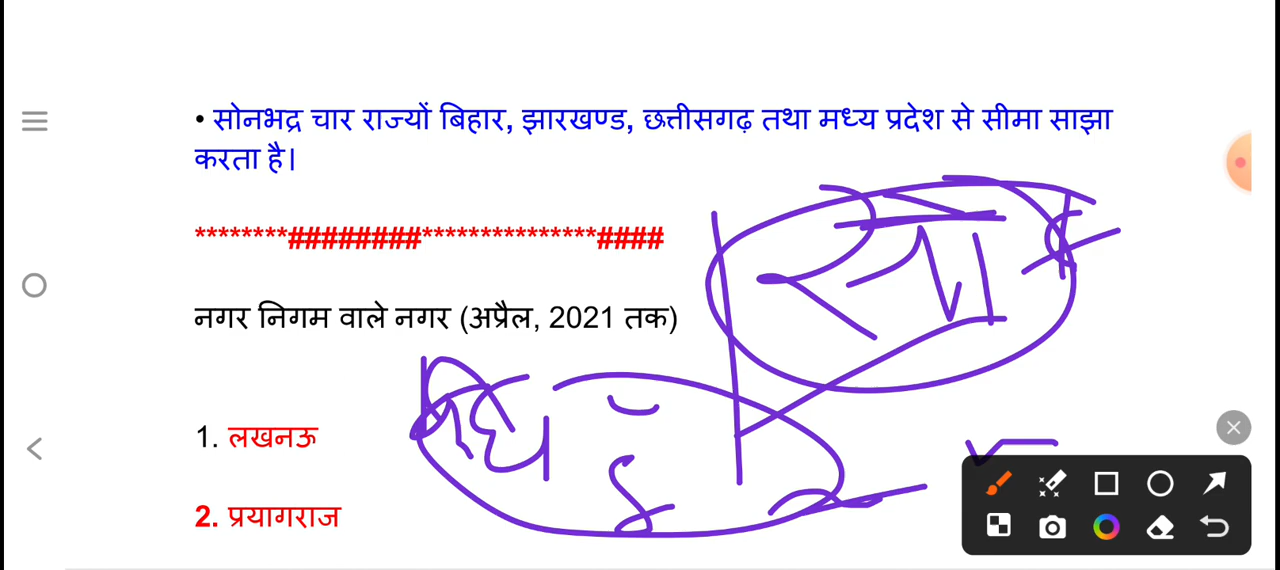 • सोनभद्र चार राज्यों बिहार, झारखण्ड, छत्तीसगढ़ तथा मध्य प्रदेश से सीमा साझा
करता है।
********########***************####
नगर निगम वाले नगर (अप्रैल, 2021 तक)
1. लखनऊ
2. प्रयागराज